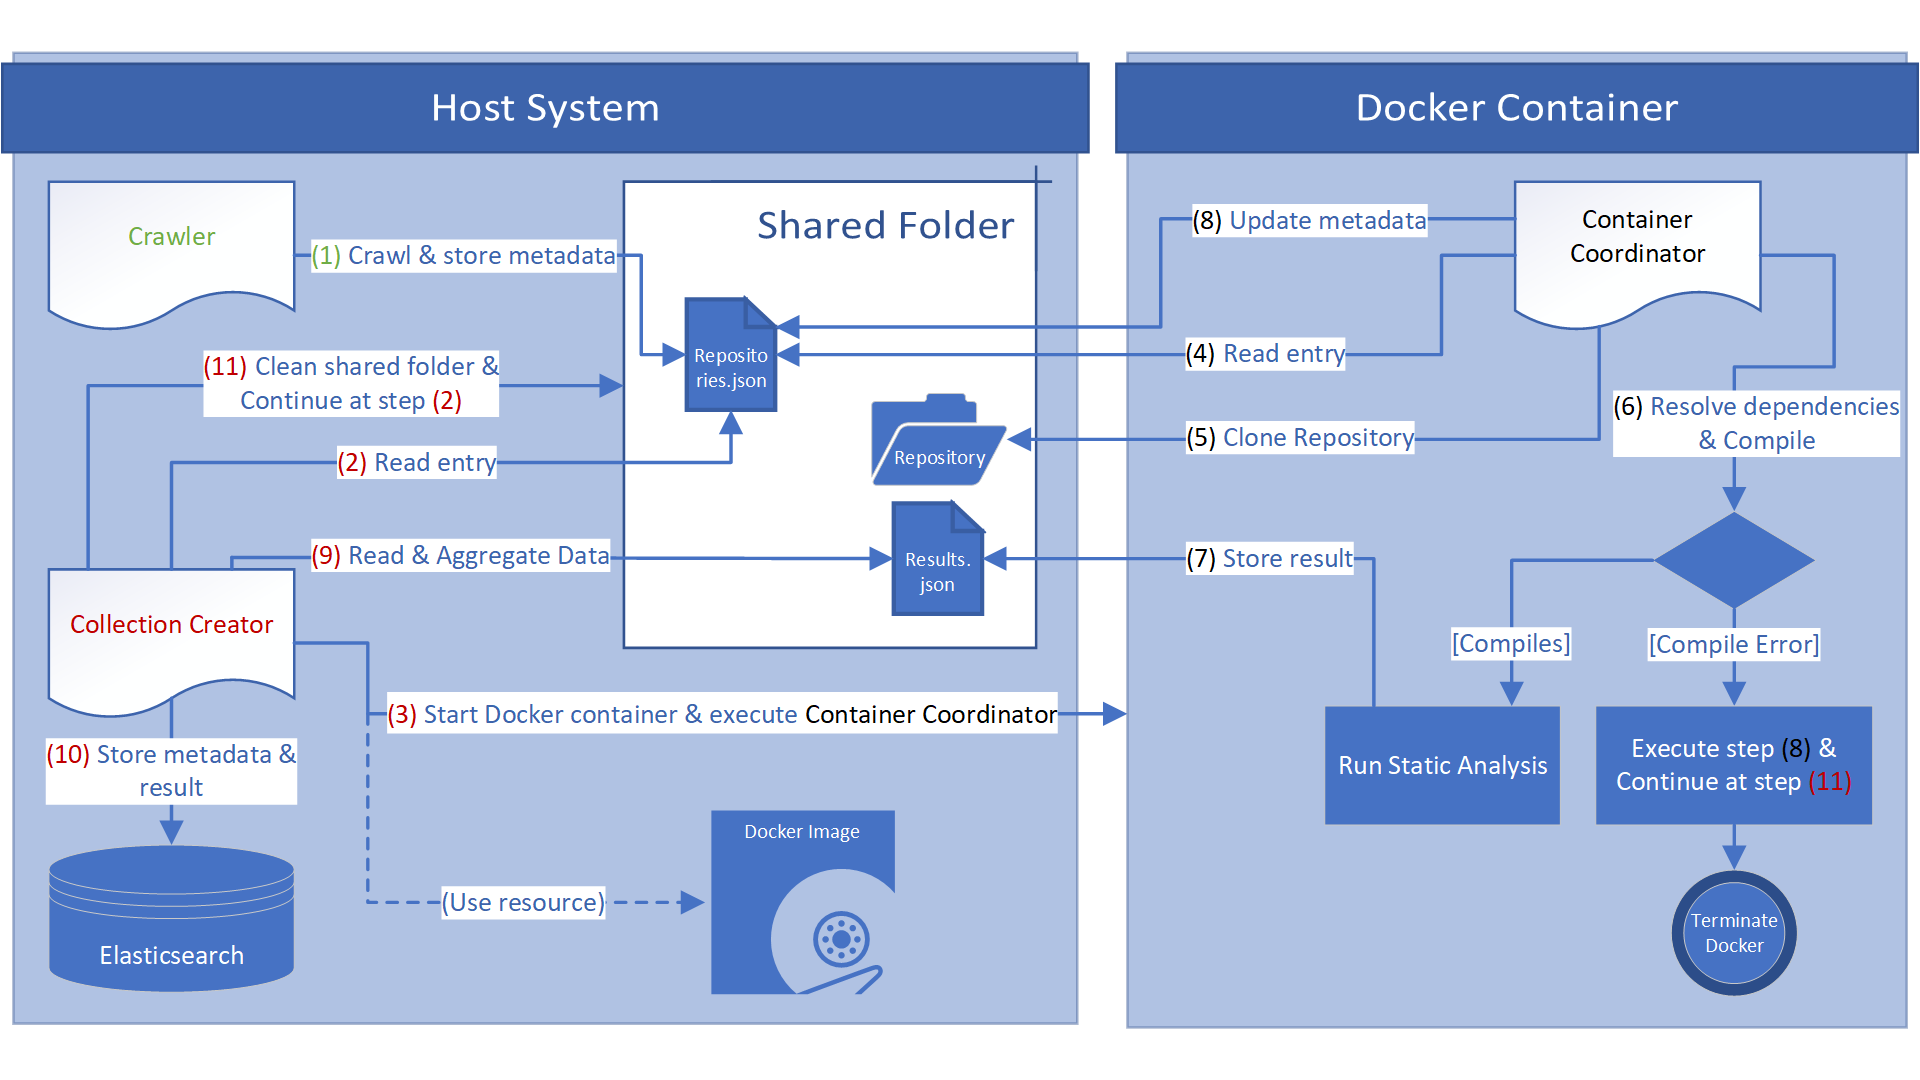 Host System
Docker Container
Crawler
(1) Crawl & store metadata
Shared Folder
(8) Update metadata
Container
Coordinator
Reposito
ries.json
(4) Read entry
(11) Clean shared folder &
Continue at step (2)
(6) Resolve dependencies
& Compile
(5) Clone Repository
Repository
(2) Read entry
(9) Read & Aggregate Data
Results.
json
(7) Store result
Collection Creator
[Compiles]
[Compile Error]
(3) Start Docker container & execute Container Coordinator
(10) Store metadata &
result
Run Static Analysis
Execute step (8) &
Continue at step (11)
Docker Image
(Use resource)
Elasticsearch
Terminate
Docker